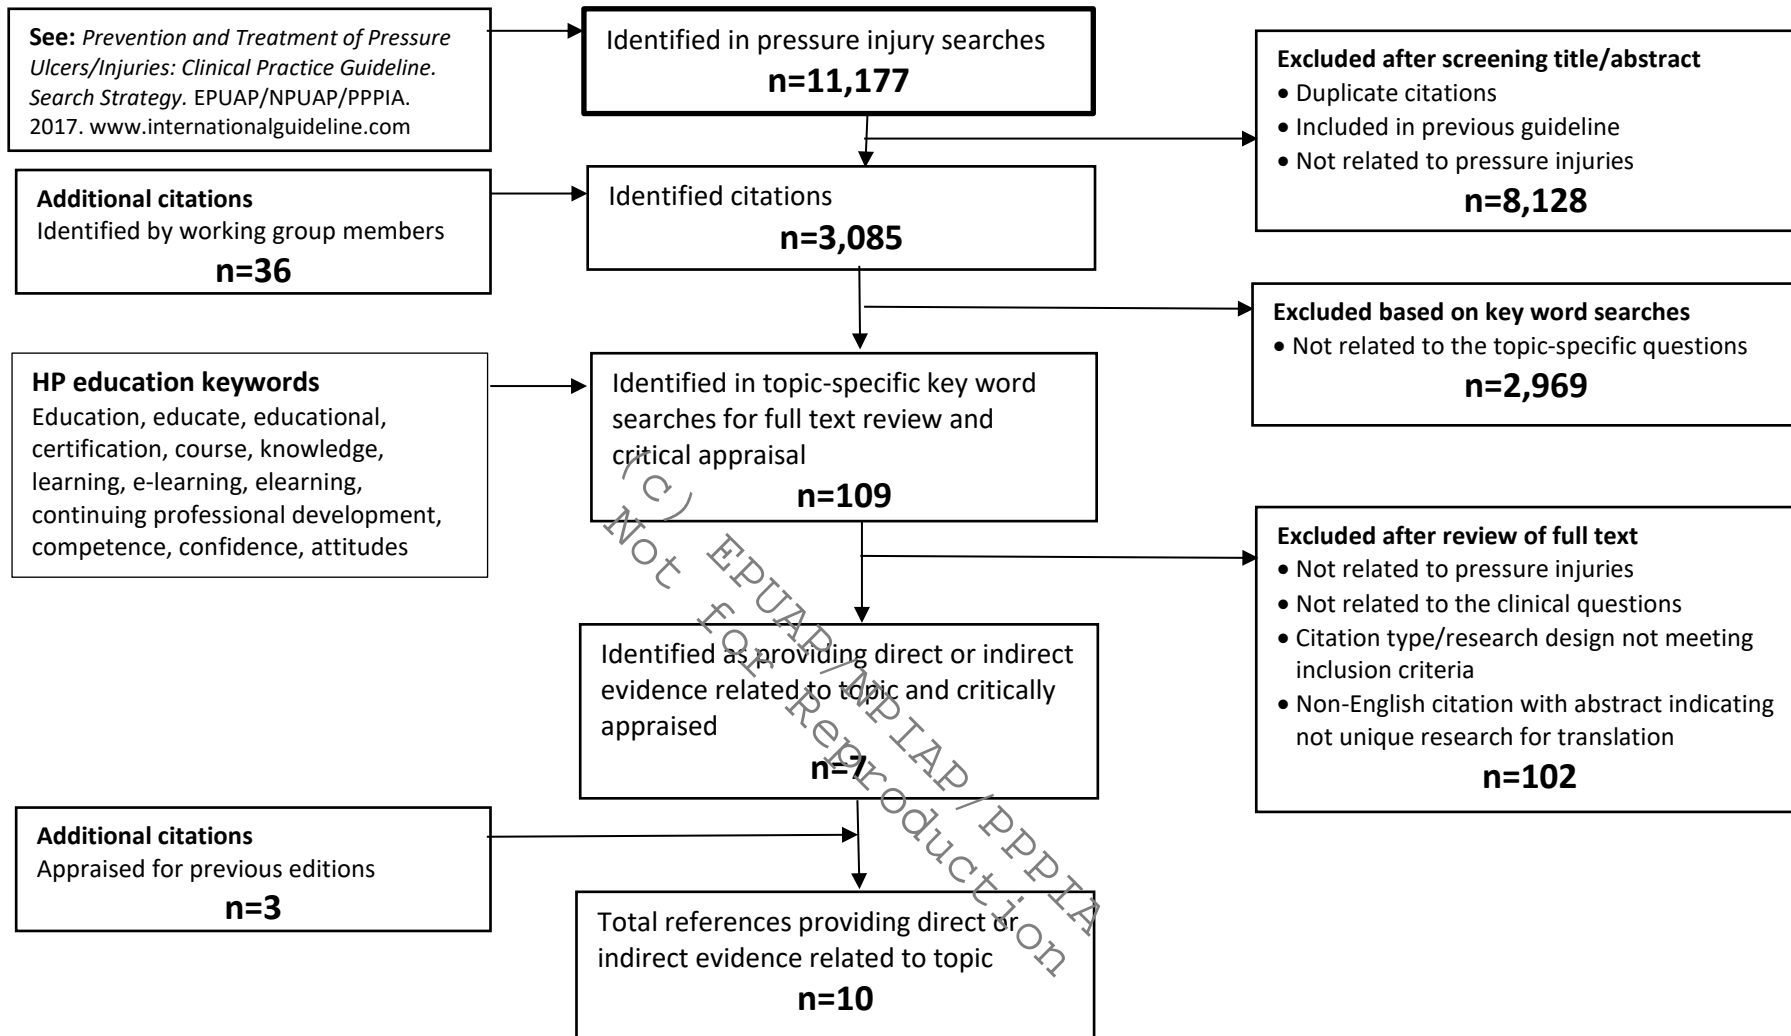 See: Prevention and Treatment of Pressure
Ulcers/Injuries: Clinical Practice Guideline.
Search Strategy. EPUAP/NPUAP/PPPIA.
2017. www.internationalguideline.com
Identified in pressure injury searches
n=11,177
Excluded after screening title/abstract
• Duplicate citations
• Included in previous guideline
• Not related to pressure injuries
n=8,128
Additional citations
Identified by working group members
n=36
Identified citations
n=3,085
Excluded based on key word searches
• Not related to the topic-specific questions
n=2,969
HP education keywords
Education, educate, educational,
certification, course, knowledge,
learning, e-learning, elearning,
continuing professional development,
competence, confidence, attitudes
Identified in topic-specific key word
searches for full text review and
critical appraisal
n=109
Excluded after review of full text
• Not related to pressure injuries
• Not related to the clinical questions
• Citation type/research design not meeting
inclusion criteria
• Non-English citation with abstract indicating
not unique research for translation
n=102
Identified as providing direct or indirect
evidence related to topic and critically
appraised
n=7
Additional citations
Appraised for previous editions
n=3
Total references providing direct or
indirect evidence related to topic
n=10
(c) EPUAP/NPIAP/PPPIA
Not for Reproduction